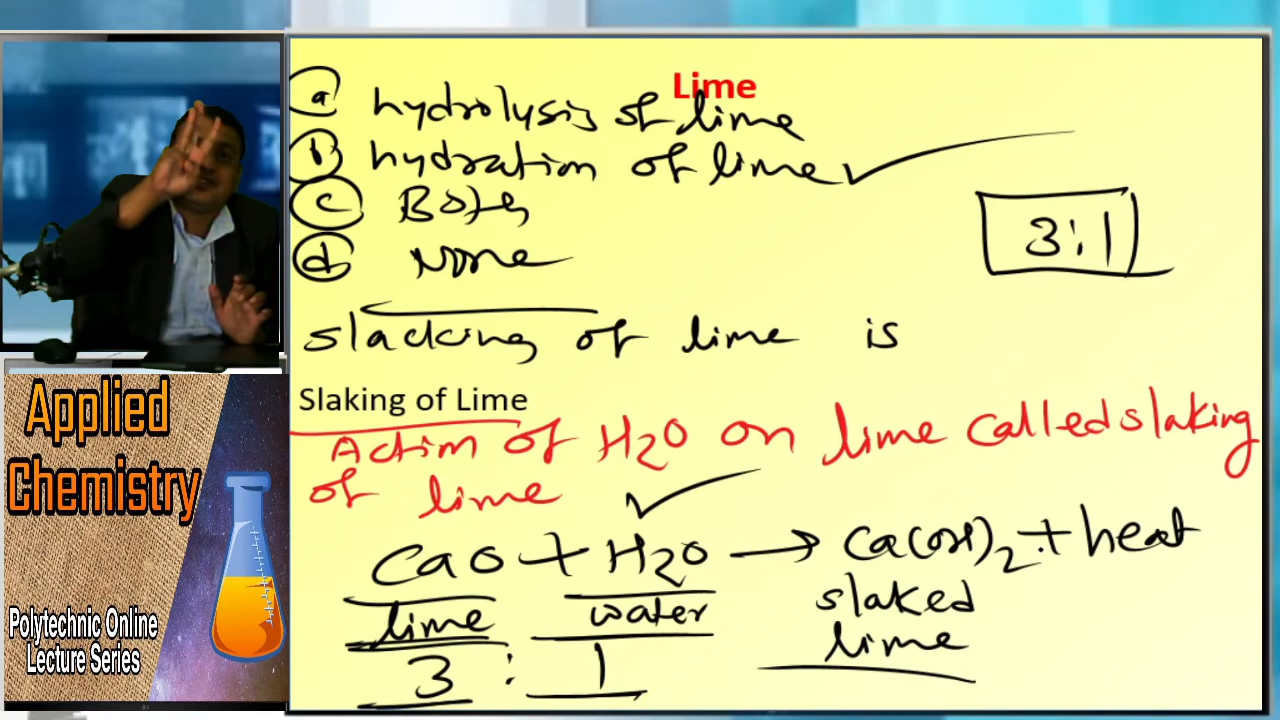 Lime
a hydrolysis of lime
b hydration of lime
c Both
d None
3:1
slacking of lime is
Slaking of Lime
Action of H2O on lime called slaking
of lime
CaO + H2O → Ca(OH)2 + heat
lime water slaked
lime
3 : 1
Applied
Chemistry
Polytechnic Online
Lecture Series